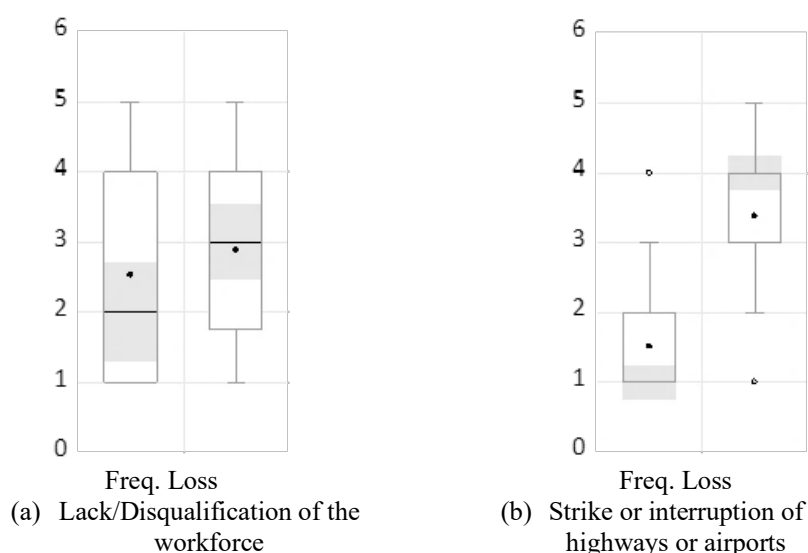 6
5
4
3
2
1
0
Freq. Loss
(a) Lack/Disqualification of the
workforce
6
5
4
3
2
1
0
Freq. Loss
(b) Strike or interruption of
highways or airports